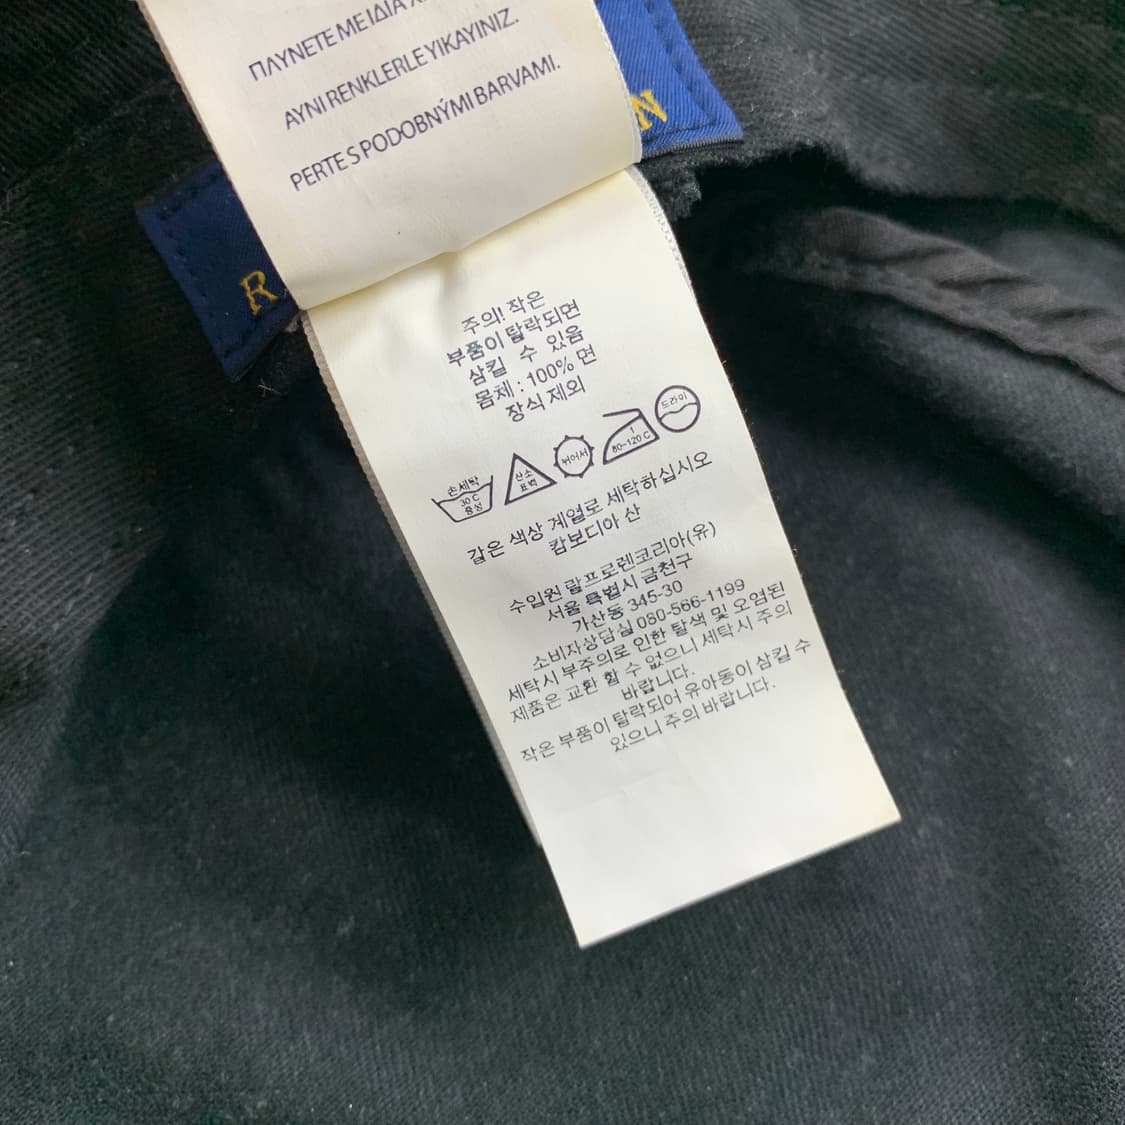 ΠΛΥΝΕΤΕ ΜΕ ΙΔΙΑ
AYNI RENKLERLE YIKAYINIZ.
PERTE S PODOBNÝMI BARVAMI.
R
N
주의! 작은
부품이 탈락되면
삼킬 수 있음
몸체 : 100% 면
장식 제외
손세탁
30 C
중성
산소
표백
뉘어서
1
80~120 C
드라이
같은 색상 계열로 세탁하십시오
캄보디아 산
수입원 랄프로렌코리아(유)
서울 특별시 금천구
가산동 345-30
소비자상담실 080-566-1199
세탁시 부주의로 인한 탈색 및 오염된
제품은 교환 할 수 없으니 세탁시 주의
바랍니다.
작은 부품이 탈락되어 유아동이 삼킬 수
있으니 주의 바랍니다.